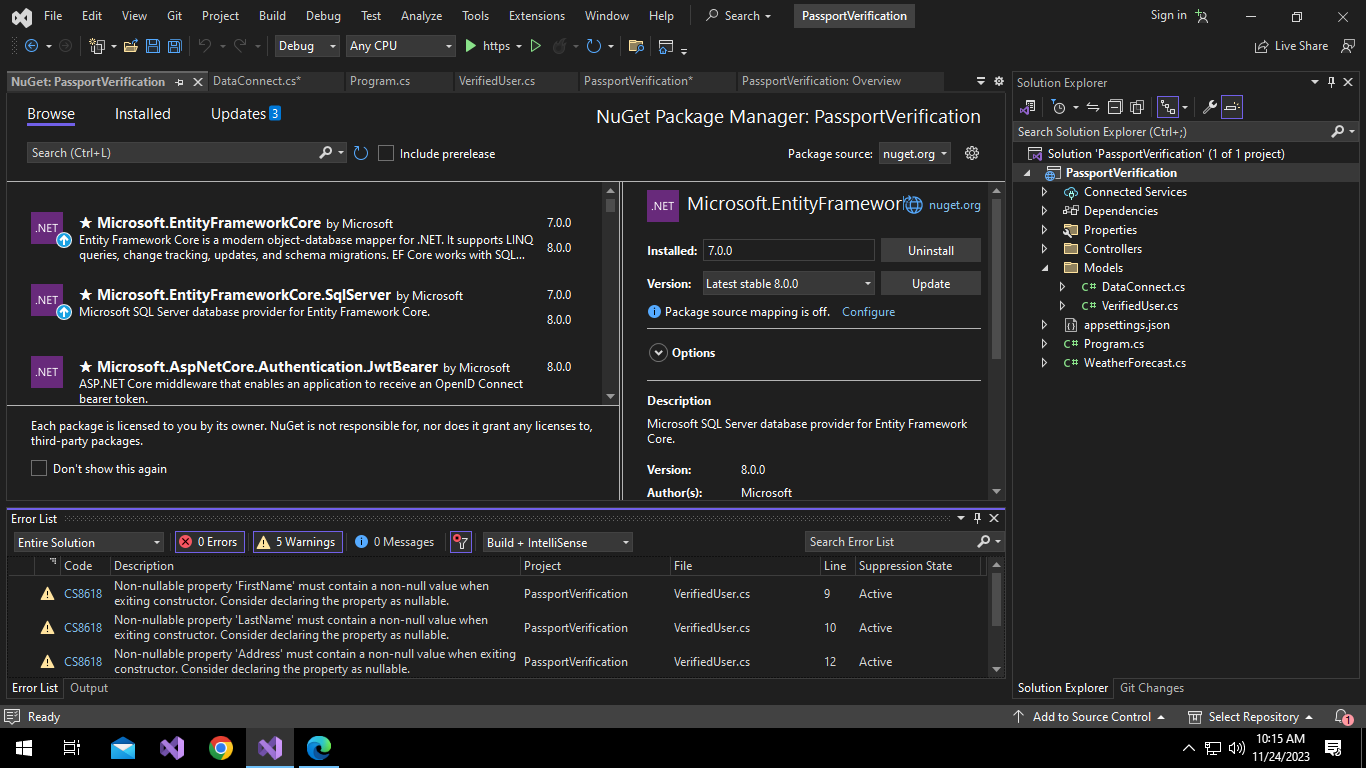 File Edit View Git Project Build Debug Test Analyze Tools Extensions Window Help Search PassportVerification Sign in
Debug Any CPU https Live Share
NuGet: PassportVerification DataConnect.cs* Program.cs VerifiedUser.cs PassportVerification* PassportVerification: Overview
Browse Installed Updates 3
NuGet Package Manager: PassportVerification
Search (Ctrl+L) Include prerelease Package source: nuget.org
.NET Microsoft.EntityFrameworkCore by Microsoft 7.0.0
Entity Framework Core is a modern object-database mapper for .NET. It supports LINQ 8.0.0
queries, change tracking, updates, and schema migrations. EF Core works with SQL...
.NET Microsoft.EntityFrameworkCore.SqlServer by Microsoft 7.0.0
Microsoft SQL Server database provider for Entity Framework Core.
8.0.0
.NET Microsoft.AspNetCore.Authentication.JwtBearer by Microsoft 8.0.0
ASP.NET Core middleware that enables an application to receive an OpenID Connect
bearer token.
Each package is licensed to you by its owner. NuGet is not responsible for, nor does it grant any licenses to,
third-party packages.
Don't show this again
.NET Microsoft.EntityFramewor nuget.org
Installed: 7.0.0 Uninstall
Version: Latest stable 8.0.0 Update
Package source mapping is off. Configure
Options
Description
Microsoft SQL Server database provider for Entity Framework
Core.
Version: 8.0.0
Author(s): Microsoft
Solution Explorer
Search Solution Explorer (Ctrl+;)
Solution 'PassportVerification' (1 of 1 project)
PassportVerification
Connected Services
Dependencies
Properties
Controllers
Models
C# DataConnect.cs
C# VerifiedUser.cs
appsettings.json
C# Program.cs
C# WeatherForecast.cs
Solution Explorer Git Changes
Error List
Entire Solution 0 Errors 5 Warnings 0 Messages Build + IntelliSense Search Error List
Code Description Project File Line Suppression State
CS8618 Non-nullable property 'FirstName' must contain a non-null value when PassportVerification VerifiedUser.cs 9 Active
exiting constructor. Consider declaring the property as nullable.
CS8618 Non-nullable property 'LastName' must contain a non-null value when PassportVerification VerifiedUser.cs 10 Active
exiting constructor. Consider declaring the property as nullable.
CS8618 Non-nullable property 'Address' must contain a non-null value when exiting PassportVerification VerifiedUser.cs 12 Active
constructor. Consider declaring the property as nullable.
Error List Output
Ready Add to Source Control Select Repository 1
10:15 AM
11/24/2023